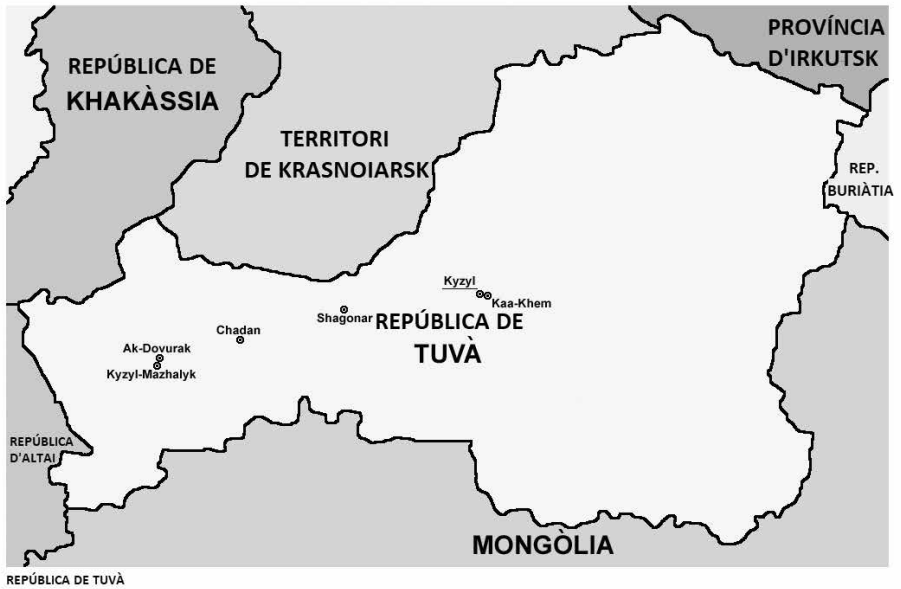 PROVÍNCIA
D'IRKUTSK
REPÚBLICA DE
KHAKÀSSIA
TERRITORI
DE KRASNOIARSK
REP.
BURIÀTIA
Kyzyl
Kaa-Khem
Shagonar
REPÚBLICA DE
TUVÀ
Chadan
Ak-Dovurak
Kyzyl-Mazhalyk
REPÚBLICA
D'ALTAI
MONGÒLIA
REPÚBLICA DE TUVÀ